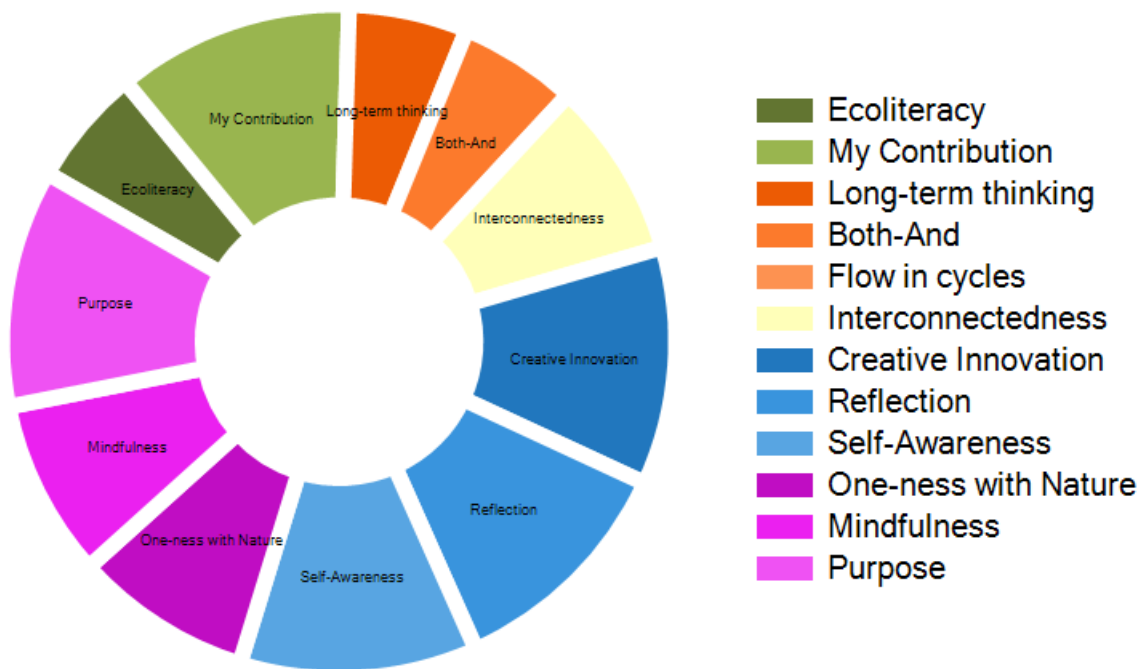 My Contribution
Long-term thinking
Both-And
Ecoliteracy
Interconnectedness
Purpose
Creative Innovation
Mindfulness
Reflection
One-ness with Nature
Self-Awareness
Ecoliteracy
My Contribution
Long-term thinking
Both-And
Flow in cycles
Interconnectedness
Creative Innovation
Reflection
Self-Awareness
One-ness with Nature
Mindfulness
Purpose